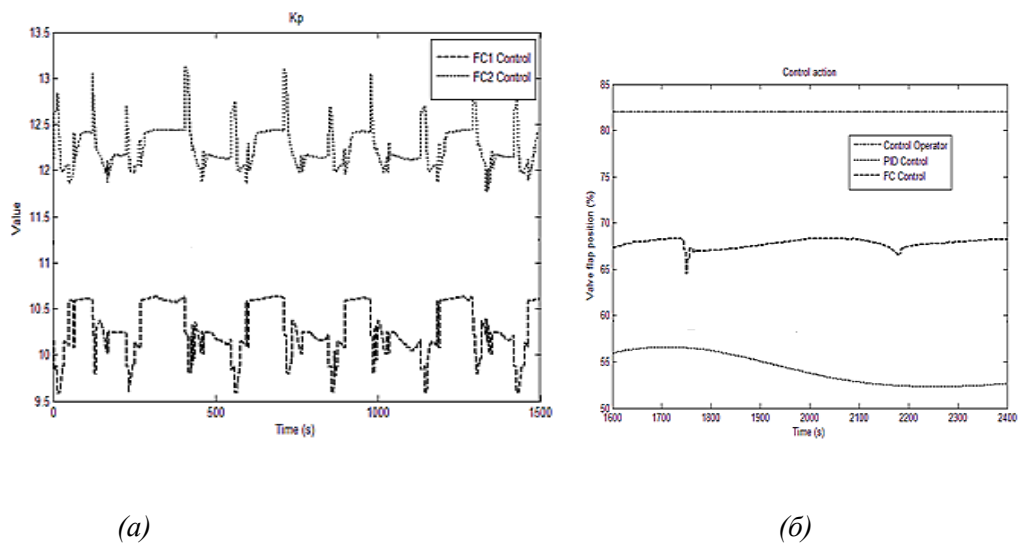 Kp
13.5
13
12.5
12
11.5
11
10.5
10
9.5
Value
0 500 1000 1500
Time (s)
FC1 Control
FC2 Control
Control action
85
80
75
70
65
60
55
50
Valve flap position (%)
1600 1700 1800 1900 2000 2100 2200 2300 2400
Time (s)
Control Operator
PID Control
FC Control
(а) (б)